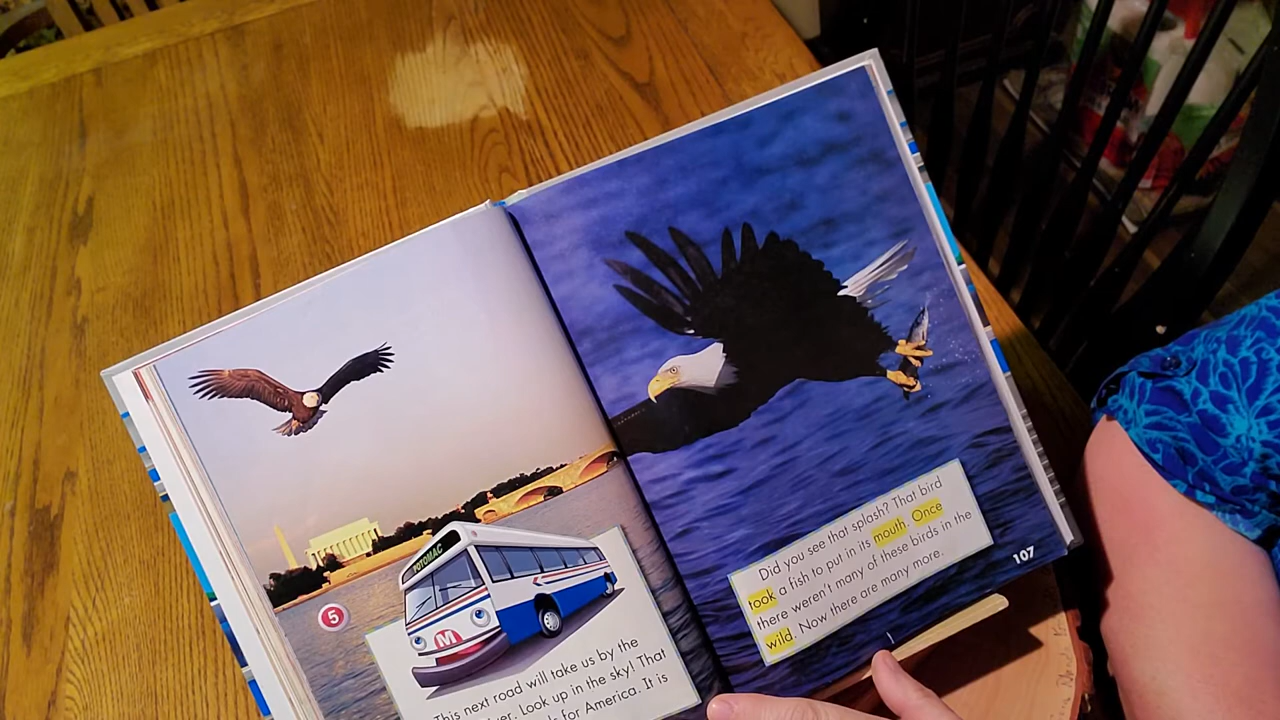 POTOMAC
M
5
This next road will take us by the
Look up in the sky! That
for America. It is
Did you see that splash? That bird
took a fish to put in its mouth. Once
there weren't many of these birds in the
wild. Now there are many more.
107